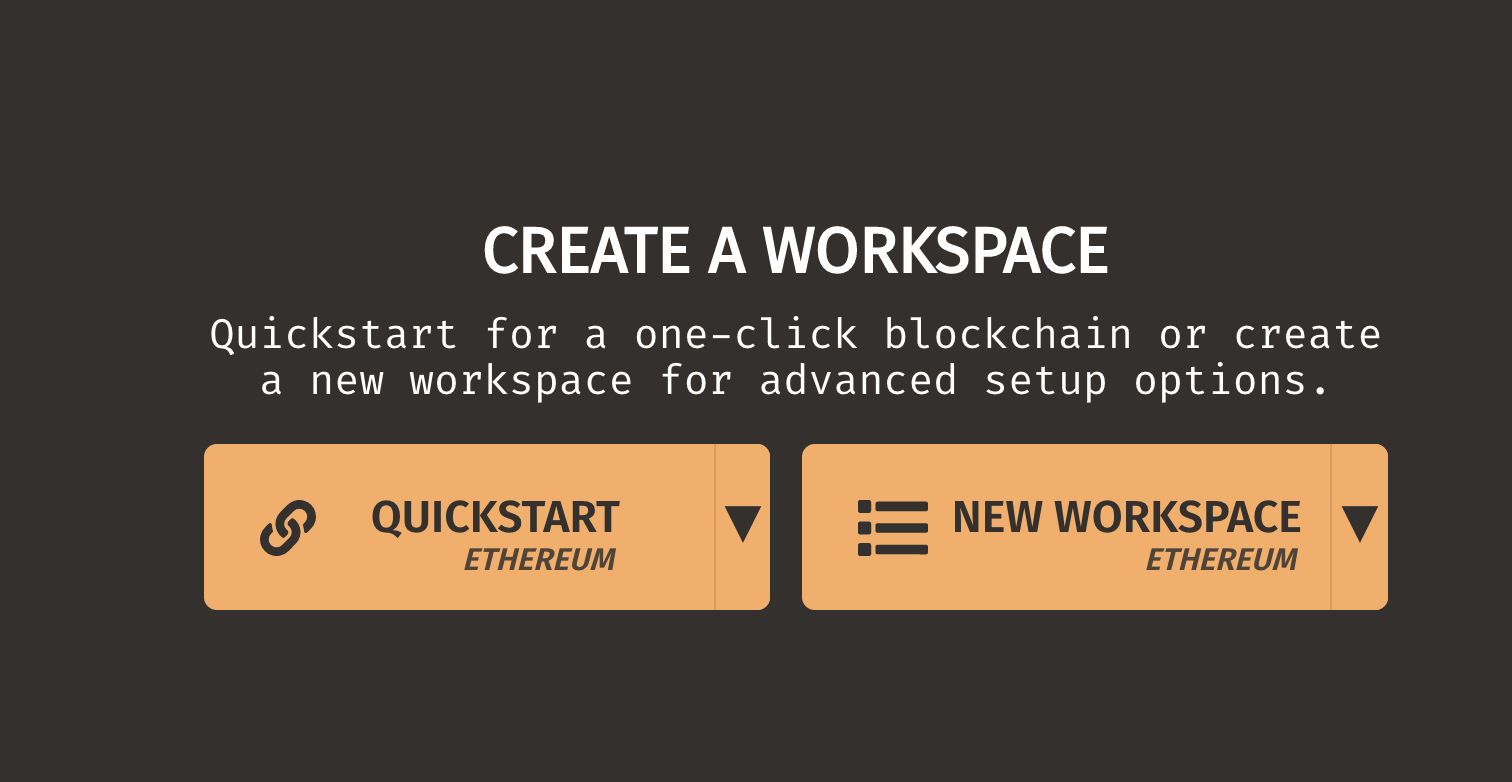 CREATE A WORKSPACE
Quickstart for a one-click blockchain or create
a new workspace for advanced setup options.
QUICKSTART
ETHEREUM
NEW WORKSPACE
ETHEREUM